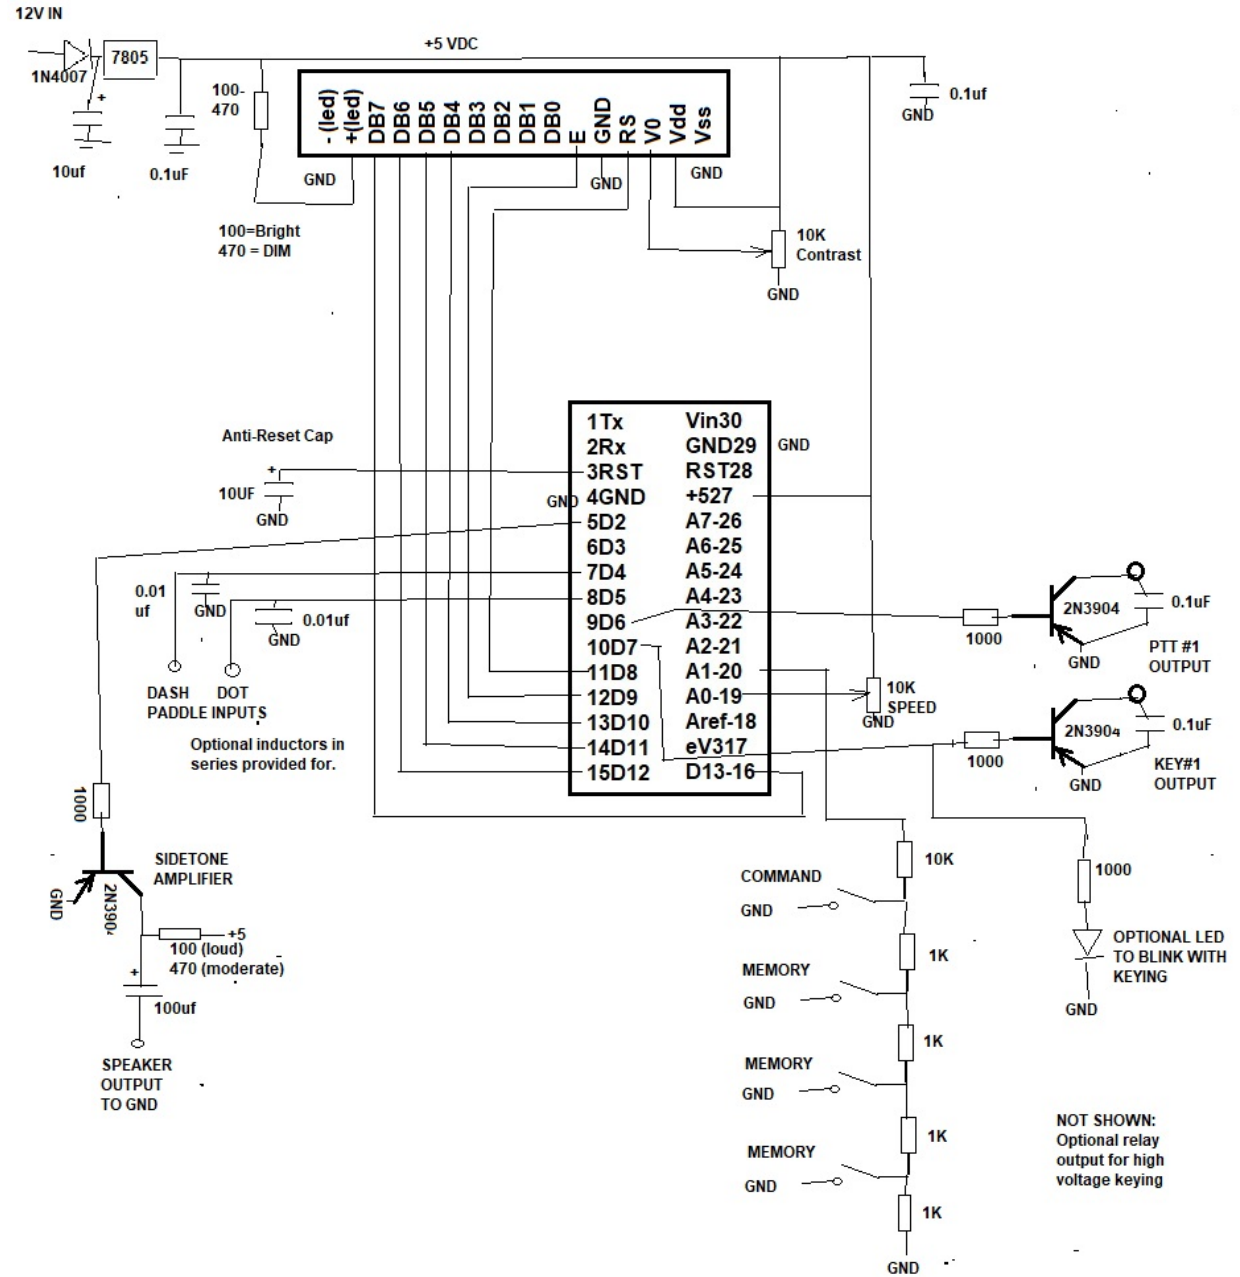 12V IN
1N4007
7805
+5 VDC
+
10uf
0.1uF
100-
470
100=Bright
470 = DIM
- (led)
+(led)
DB7
DB6
DB5
DB4
DB3
DB2
DB1
DB0
E
GND
RS
V0
Vdd
Vss
GND
GND
GND
0.1uf
GND
10K
Contrast
GND
Anti-Reset Cap
+
10UF
GND
GND
1Tx
2Rx
3RST
4GND
5D2
6D3
7D4
8D5
9D6
10D7
11D8
12D9
13D10
14D11
15D12
Vin30
GND29
RST28
+527
A7-26
A6-25
A5-24
A4-23
A3-22
A2-21
A1-20
A0-19
Aref-18
eV317
D13-16
GND
0.01
uf
GND
0.01uf
GND
DASH DOT
PADDLE INPUTS
Optional inductors in
series provided for.
10K
SPEED
GND
1000
2N3904
0.1uF
GND
PTT #1
OUTPUT
1000
2N3904
0.1uF
GND
KEY#1
OUTPUT
1000
SIDETONE
AMPLIFIER
GND
2N3904
+5
100 (loud)
470 (moderate)
+
100uf
SPEAKER
OUTPUT
TO GND
10K
COMMAND
GND
1K
MEMORY
GND
1K
MEMORY
GND
1K
MEMORY
GND
1K
GND
1000
OPTIONAL LED
TO BLINK WITH
KEYING
GND
NOT SHOWN:
Optional relay
output for high
voltage keying